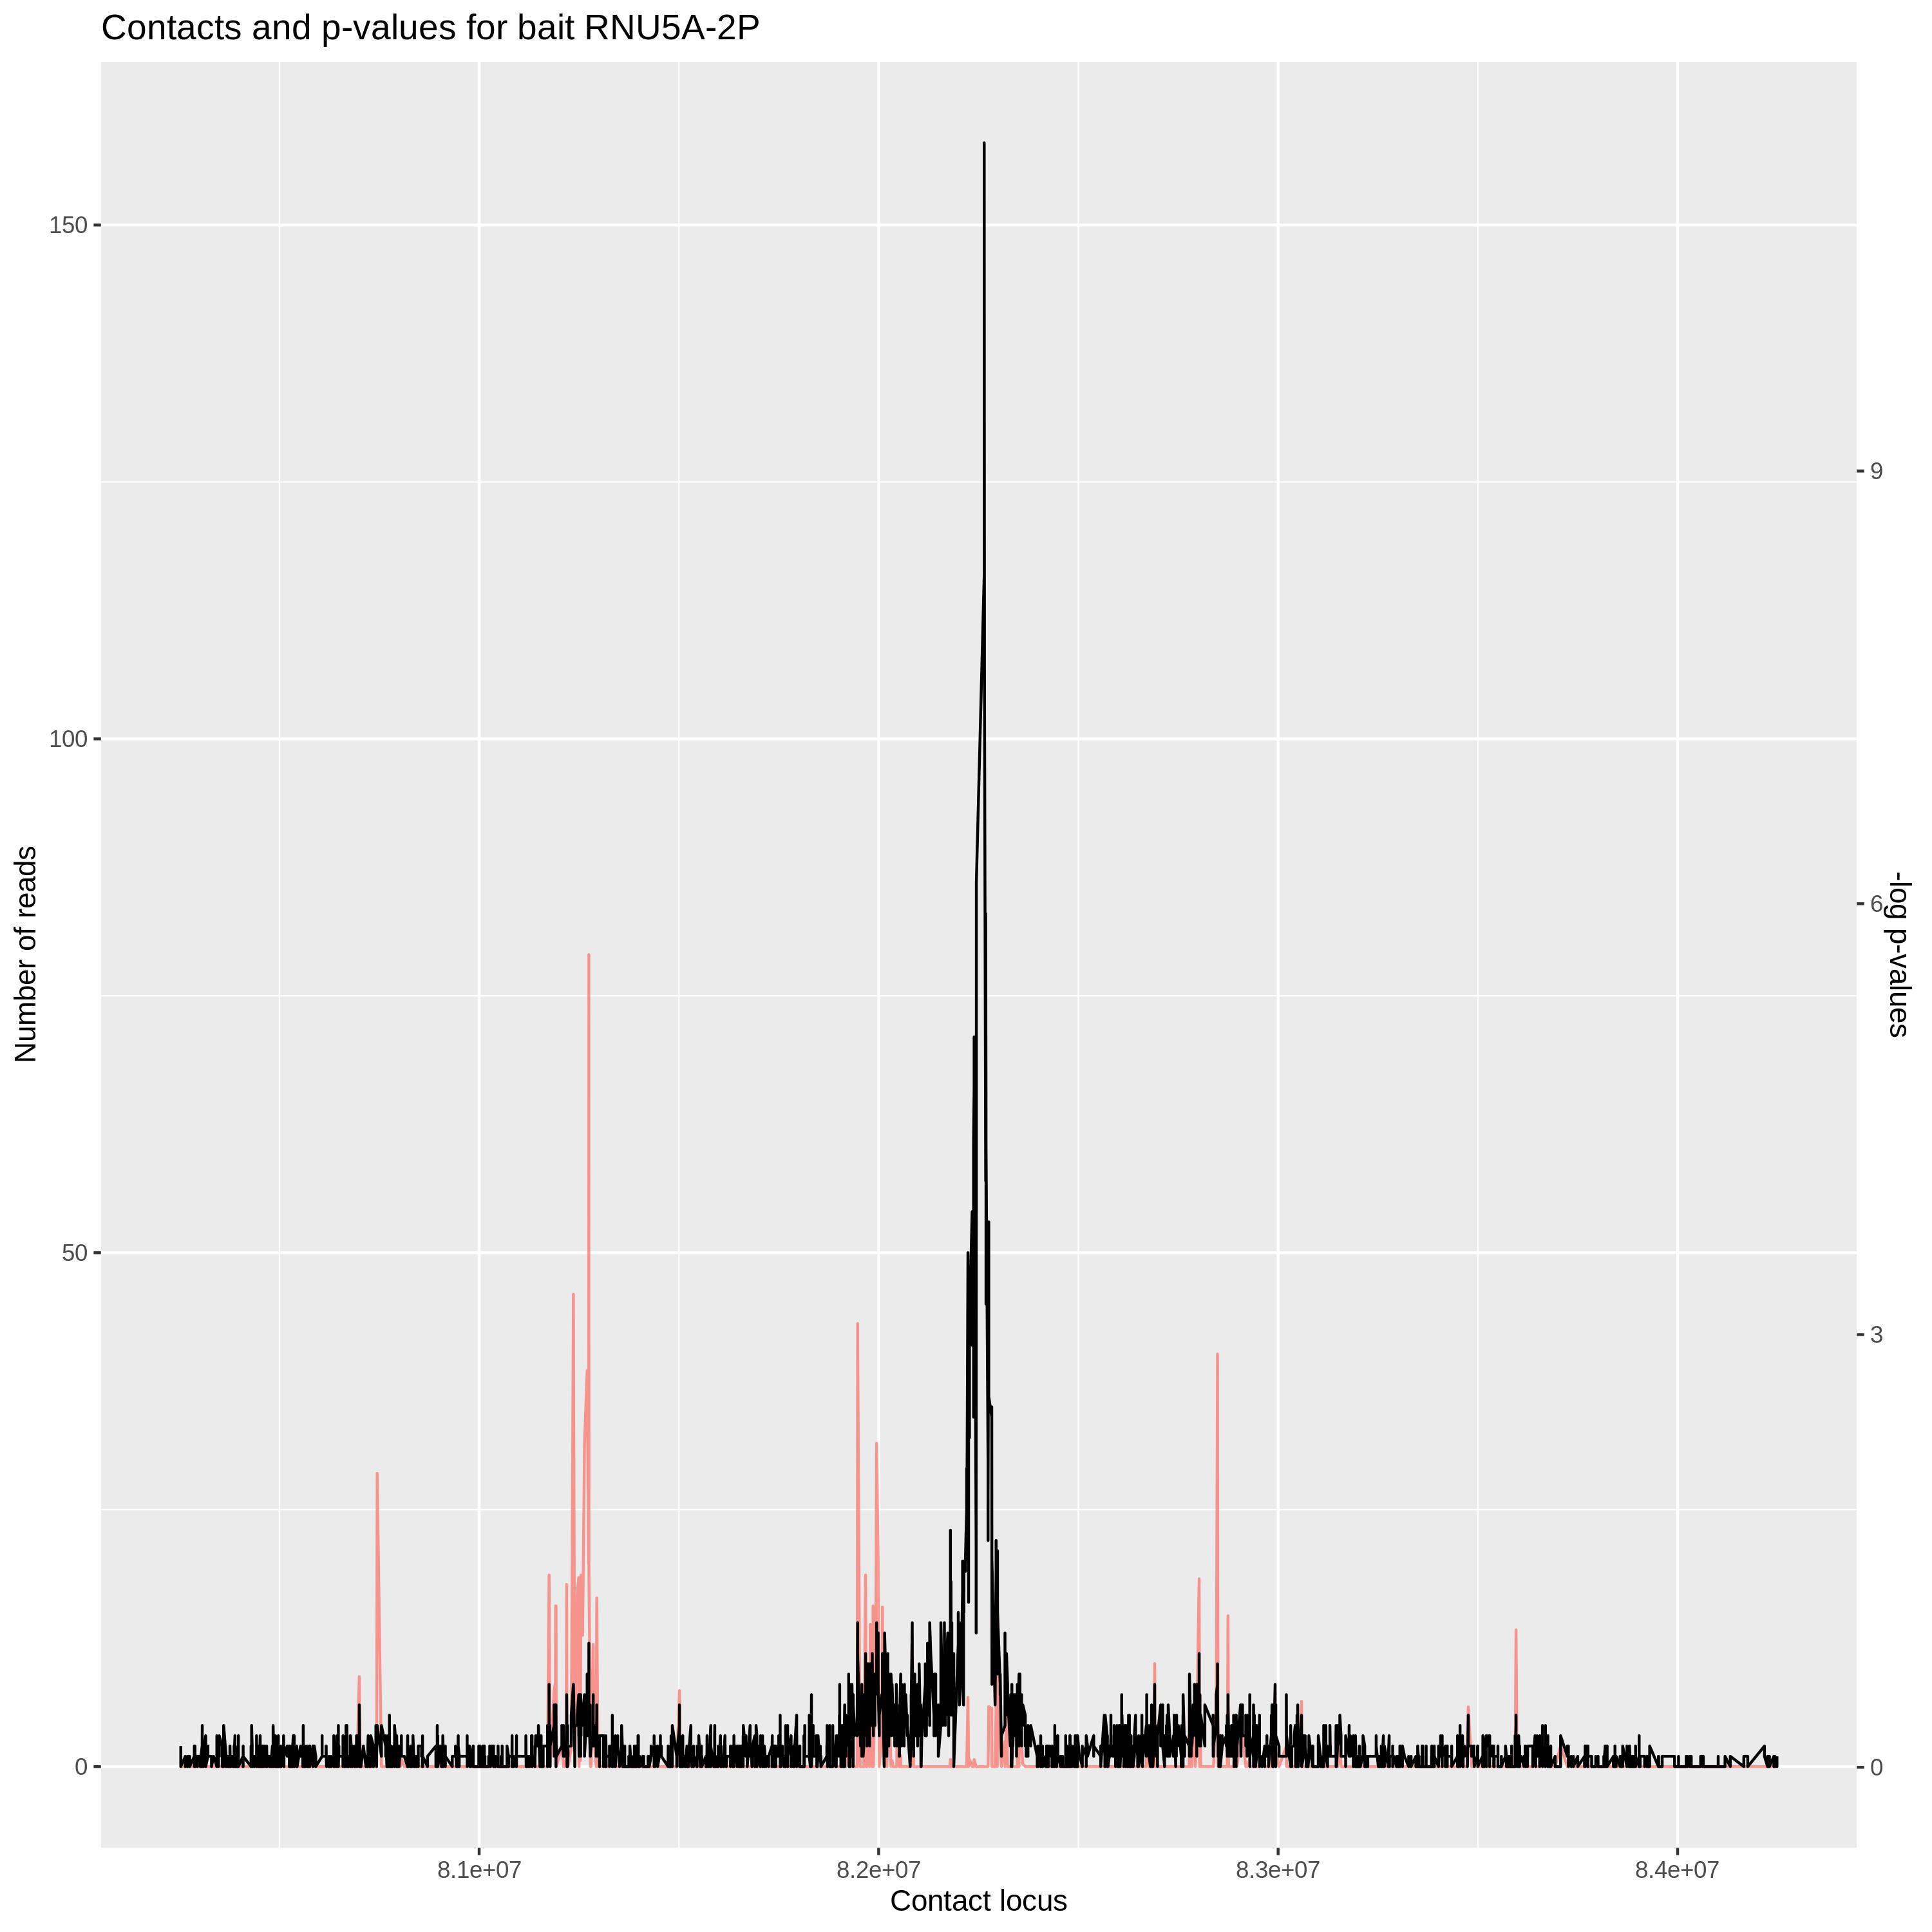 Contacts and p-values for bait RNU5A-2P
150
100
50
0
Number of reads
9
6
3
0
-log p-values
8.1e+07
8.2e+07
8.3e+07
8.4e+07
Contact locus